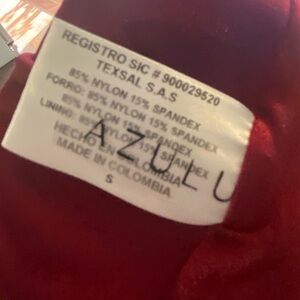 REGISTRO SIC # 900029520
TEXSAL S.A.S
85% NYLON 15% SPANDEX
FORRO: 85% NYLON 15% SPANDEX
85% NYLON 15% SPANDEX
LINING: 85% NYLON 15% SPANDEX
HECHO EN COLOMBIA
MADE IN COLOMBIA
S
AZULU